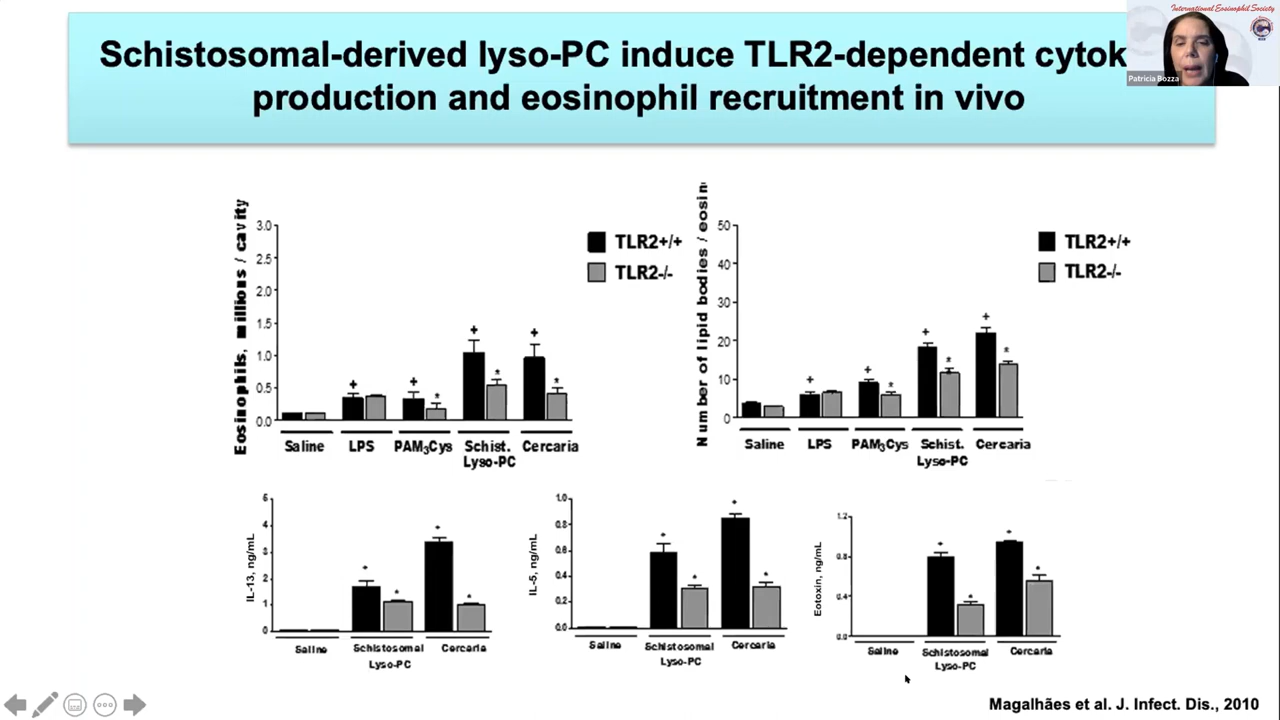 International Eosinophil Society
Patricia Bozza
Schistosomal-derived lyso-PC induce TLR2-dependent cytok
production and eosinophil recruitment in vivo
Eosinophils, millions / cavity
3.0
2.5
2.0
1.5
1.0
0.5
0.0
TLR2+/+
TLR2-/-
+ + * + * + *
Saline LPS PAM3Cys Schist. Cercaria
Lyso-PC
Number of lipid bodies / eosin
50
40
30
20
10
0
TLR2+/+
TLR2-/-
+ + * + * + *
Saline LPS PAM3Cys Schist. Cercaria
Lyso-PC
IL-13, ng/mL
6
4
3
2
1
0
* * * *
Saline Schistosomal Cercaria
Lyso-PC
IL-5, ng/mL
1.0
0.8
0.6
0.4
0.2
0.0
* * * *
Saline Schistosomal Cercaria
Lyso-PC
Eotoxin, ng/mL
1.2
0.8
0.4
0.0
* * * *
Saline Schistosomal Cercaria
Lyso-PC
Magalhães et al. J. Infect. Dis., 2010